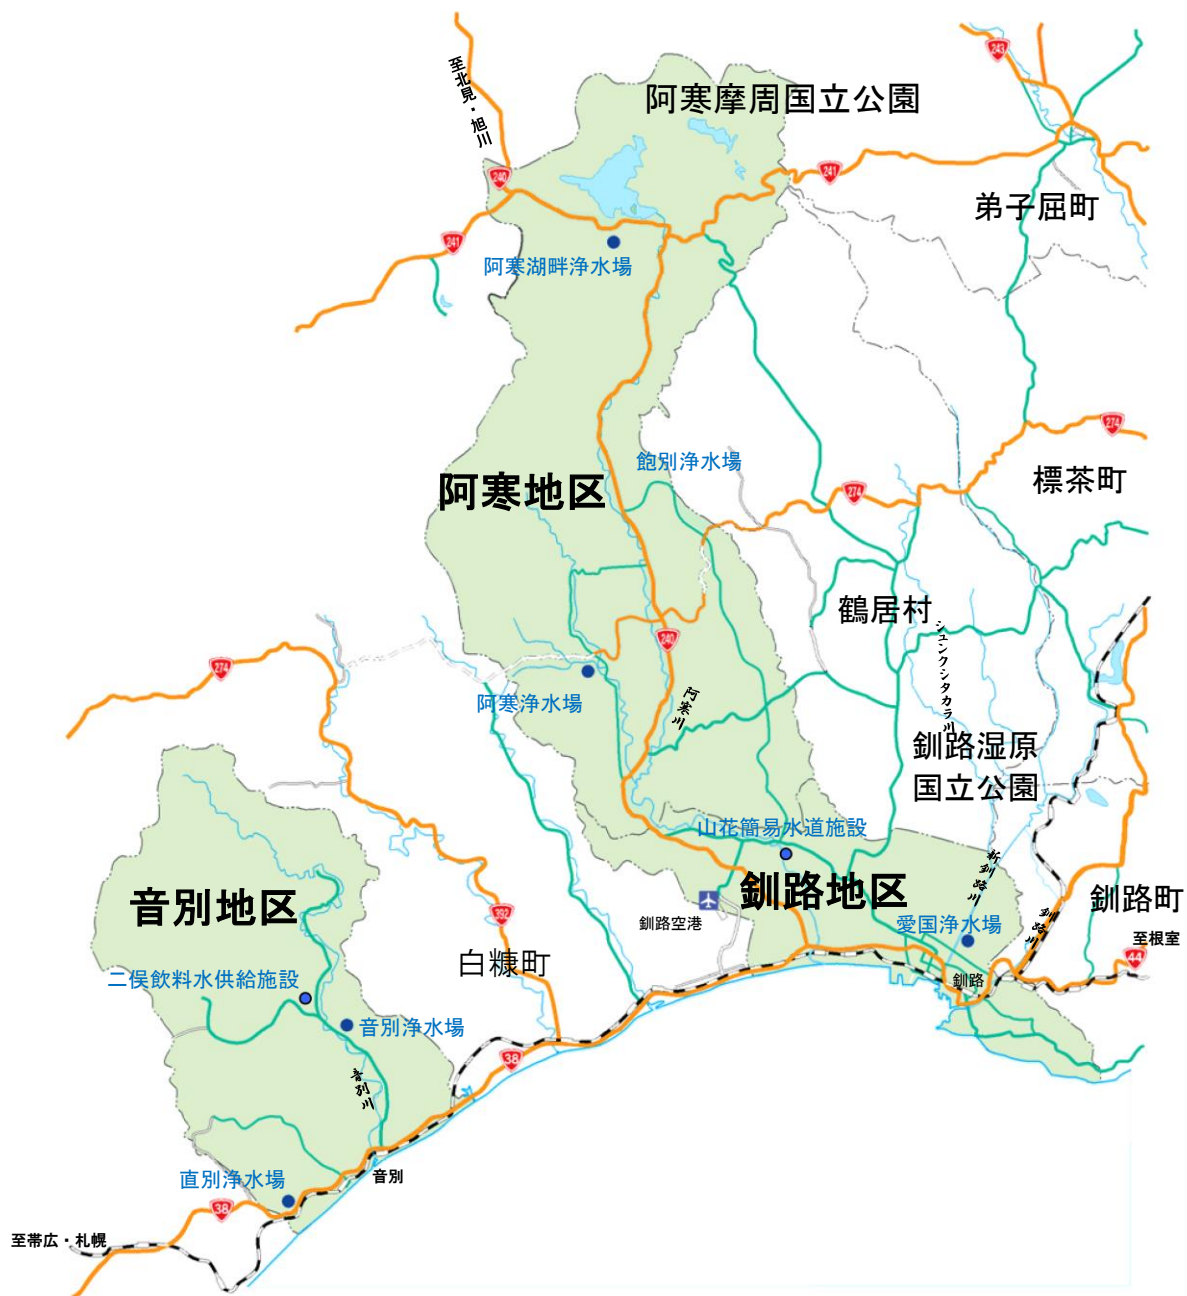 阿寒摩周国立公園
至北見・旭川
243
240
241
241
弟子屈町
阿寒湖畔浄水場
274
飽別浄水場
標茶町
阿寒地区
274
鶴居村
シュンクシタカラ川
240
274
阿寒浄水場
阿寒川
釧路湿原
国立公園
山花簡易水道施設
新釧路川
釧路地区
釧路町
音別地区
392
釧路空港
愛国浄水場
釧路川
至根室
44
白糠町
二俣飲料水供給施設
釧路
音別浄水場
38
音別川
直別浄水場
音別
38
至帯広・札幌